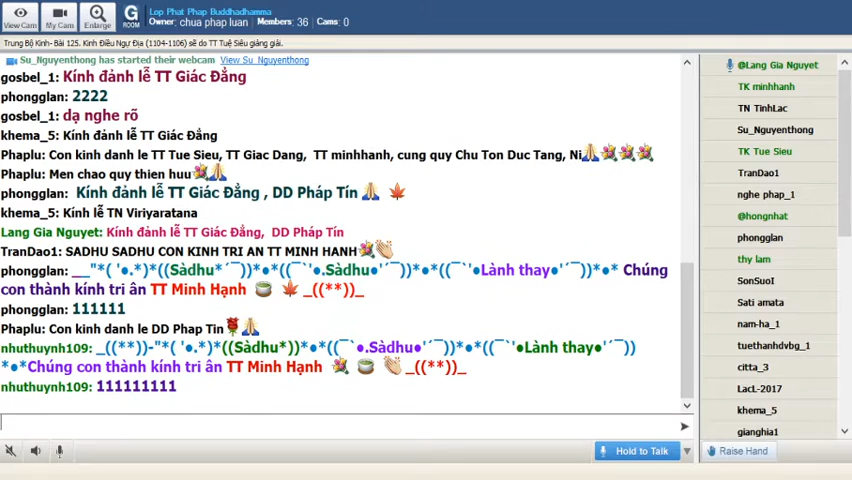 Lop Phat Phap Buddhadhamma
Owner: chua phap luan Members: 36 Cams: 0
View Cam
My Cam
Enlarge
G ROOM
Trung Bộ Kinh- Bài 125. Kinh Điều Ngự Địa (1104-1106) sẽ do TT Tuệ Siêu giảng giải.
Su_Nguyenthong has started their webcam View Su_Nguyenthong
gosbel_1: Kính đảnh lễ TT Giác Đẳng
phongglan: 2222
gosbel_1: dạ nghe rõ
khema_5: Kính đảnh lễ TT Giác Đẳng
Phaplu: Con kinh danh le TT Tue Sieu, TT Giac Dang, TT minhhanh, cung quy Chu Ton Duc Tang, Ni🙏💐💐💐
Phaplu: Men chao quy thien huu💐🙏
phongglan: Kính đảnh lễ TT Giác Đẳng , DD Pháp Tín 🙏 🍁
khema_5: Kính lễ TN Viriyaratana
Lang Gia Nguyet: Kính đảnh lễ TT Giác Đẳng, DD Pháp Tín
TranDao1: SADHU SADHU CON KINH TRI AN TT MINH HANH💐👏
phongglan: __"*( '●.*)*((Sàdhu*´¯))*●*((¯`'●.Sàdhu●'´¯))*●*((¯`'●Lành thay●'´¯))*●* Chúng
con thành kính tri ân TT Minh Hạnh 🍵 🍁 _((**))_
phongglan: 111111
Phaplu: Con kinh danh le DD Phap Tin🌹🙏
nhuthuynh109: _((**))-"*( '●.*)*((Sàdhu*))*●*((¯`●.Sàdhu●'´¯))*●*((¯`'●Lành thay●'´¯))
*●*Chúng con thành kính tri ân TT Minh Hạnh 💐 🍵 👏 _((**))_
nhuthuynh109: 111111111
Hold to Talk
Raise Hand
@Lang Gia Nguyet
TK minhhanh
TN TinhLac
Su_Nguyenthong
TK Tue Sieu
TranDao1
nghe phap_1
@hongnhat
phongglan
thy lam
SonSuoI
Sati amata
nam-ha_1
tuethanhdvbg_1
citta_3
LacL-2017
khema_5
gianghia1